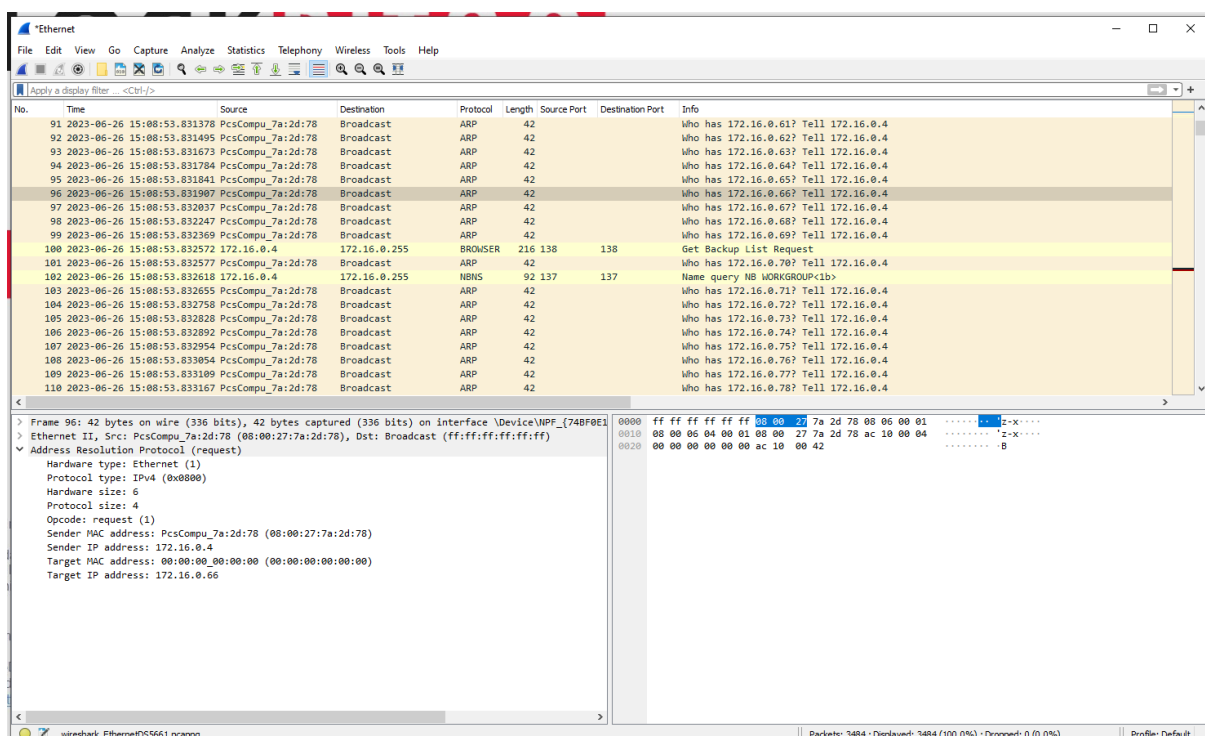 *Ethernet
File Edit View Go Capture Analyze Statistics Telephony Wireless Tools Help
Apply a display filter ... <Ctrl-/>
No. Time Source Destination Protocol Length Source Port Destination Port Info
91 2023-06-26 15:08:53.831378 PcsCompu_7a:2d:78 Broadcast ARP 42 Who has 172.16.0.61? Tell 172.16.0.4
92 2023-06-26 15:08:53.831495 PcsCompu_7a:2d:78 Broadcast ARP 42 Who has 172.16.0.62? Tell 172.16.0.4
93 2023-06-26 15:08:53.831673 PcsCompu_7a:2d:78 Broadcast ARP 42 Who has 172.16.0.63? Tell 172.16.0.4
94 2023-06-26 15:08:53.831784 PcsCompu_7a:2d:78 Broadcast ARP 42 Who has 172.16.0.64? Tell 172.16.0.4
95 2023-06-26 15:08:53.831841 PcsCompu_7a:2d:78 Broadcast ARP 42 Who has 172.16.0.65? Tell 172.16.0.4
96 2023-06-26 15:08:53.831907 PcsCompu_7a:2d:78 Broadcast ARP 42 Who has 172.16.0.66? Tell 172.16.0.4
97 2023-06-26 15:08:53.832037 PcsCompu_7a:2d:78 Broadcast ARP 42 Who has 172.16.0.67? Tell 172.16.0.4
98 2023-06-26 15:08:53.832247 PcsCompu_7a:2d:78 Broadcast ARP 42 Who has 172.16.0.68? Tell 172.16.0.4
99 2023-06-26 15:08:53.832369 PcsCompu_7a:2d:78 Broadcast ARP 42 Who has 172.16.0.69? Tell 172.16.0.4
100 2023-06-26 15:08:53.832572 172.16.0.4 172.16.0.255 BROWSER 216 138 138 Get Backup List Request
101 2023-06-26 15:08:53.832577 PcsCompu_7a:2d:78 Broadcast ARP 42 Who has 172.16.0.70? Tell 172.16.0.4
102 2023-06-26 15:08:53.832618 172.16.0.4 172.16.0.255 NBNS 92 137 137 Name query NB WORKGROUP<1b>
103 2023-06-26 15:08:53.832655 PcsCompu_7a:2d:78 Broadcast ARP 42 Who has 172.16.0.71? Tell 172.16.0.4
104 2023-06-26 15:08:53.832758 PcsCompu_7a:2d:78 Broadcast ARP 42 Who has 172.16.0.72? Tell 172.16.0.4
105 2023-06-26 15:08:53.832828 PcsCompu_7a:2d:78 Broadcast ARP 42 Who has 172.16.0.73? Tell 172.16.0.4
106 2023-06-26 15:08:53.832892 PcsCompu_7a:2d:78 Broadcast ARP 42 Who has 172.16.0.74? Tell 172.16.0.4
107 2023-06-26 15:08:53.832954 PcsCompu_7a:2d:78 Broadcast ARP 42 Who has 172.16.0.75? Tell 172.16.0.4
108 2023-06-26 15:08:53.833054 PcsCompu_7a:2d:78 Broadcast ARP 42 Who has 172.16.0.76? Tell 172.16.0.4
109 2023-06-26 15:08:53.833109 PcsCompu_7a:2d:78 Broadcast ARP 42 Who has 172.16.0.77? Tell 172.16.0.4
110 2023-06-26 15:08:53.833167 PcsCompu_7a:2d:78 Broadcast ARP 42 Who has 172.16.0.78? Tell 172.16.0.4
Frame 96: 42 bytes on wire (336 bits), 42 bytes captured (336 bits) on interface \Device\NPF_{74BF0E1
Ethernet II, Src: PcsCompu_7a:2d:78 (08:00:27:7a:2d:78), Dst: Broadcast (ff:ff:ff:ff:ff:ff)
Address Resolution Protocol (request)
Hardware type: Ethernet (1)
Protocol type: IPv4 (0x0800)
Hardware size: 6
Protocol size: 4
Opcode: request (1)
Sender MAC address: PcsCompu_7a:2d:78 (08:00:27:7a:2d:78)
Sender IP address: 172.16.0.4
Target MAC address: 00:00:00_00:00:00 (00:00:00:00:00:00)
Target IP address: 172.16.0.66
0000 ff ff ff ff ff ff 08 00 27 7a 2d 78 08 06 00 01 ········ 'z-x····
0010 08 00 06 04 00 01 08 00 27 7a 2d 78 ac 10 00 04 ········ 'z-x····
0020 00 00 00 00 00 00 ac 10 00 42 ········ ·B
wireshark_EthernetDS5661.pcapng Packets: 3484 · Displayed: 3484 (100.0%) · Dropped: 0 (0.0%) Profile: Default